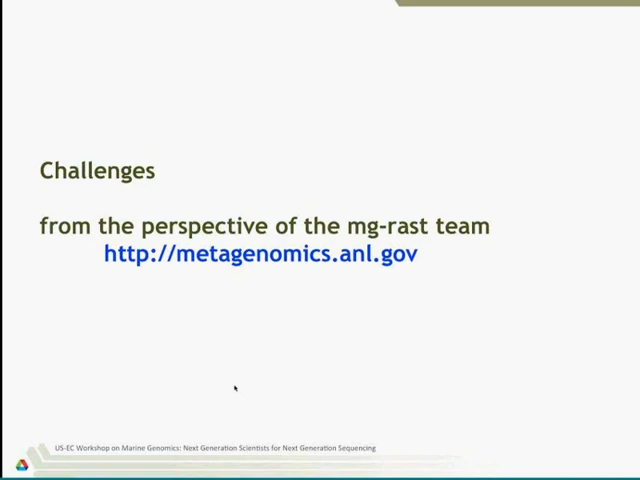 Challenges
from the perspective of the mg-rast team
http://metagenomics.anl.gov
US-EC Workshop on Marine Genomics: Next Generation Scientists for Next Generation Sequencing